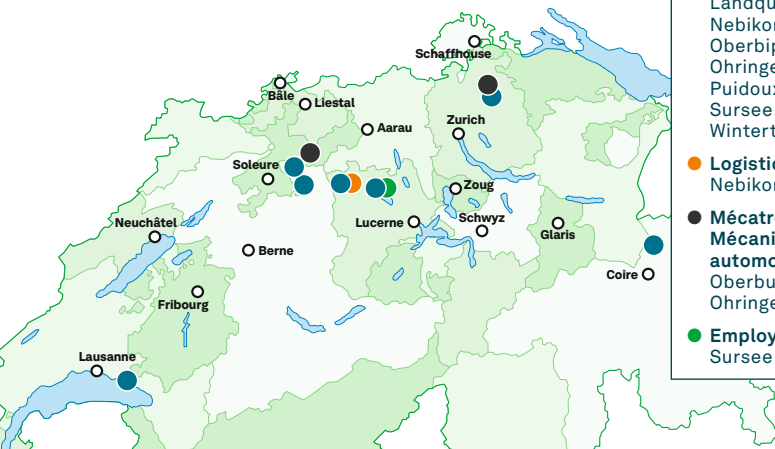 Schaffhouse
Bâle
Liestal
Aarau
Zurich
Soleure
Zoug
Neuchâtel
Lucerne
Schwyz
Glaris
Berne
Coire
Fribourg
Lausanne
Nebikon
Oberbip
Ohringe
Puidoux
Sursee
Wintert
Logistic
Nebikon
Mécatr
Mécani
automo
Oberbu
Ohringe
Employ
Sursee